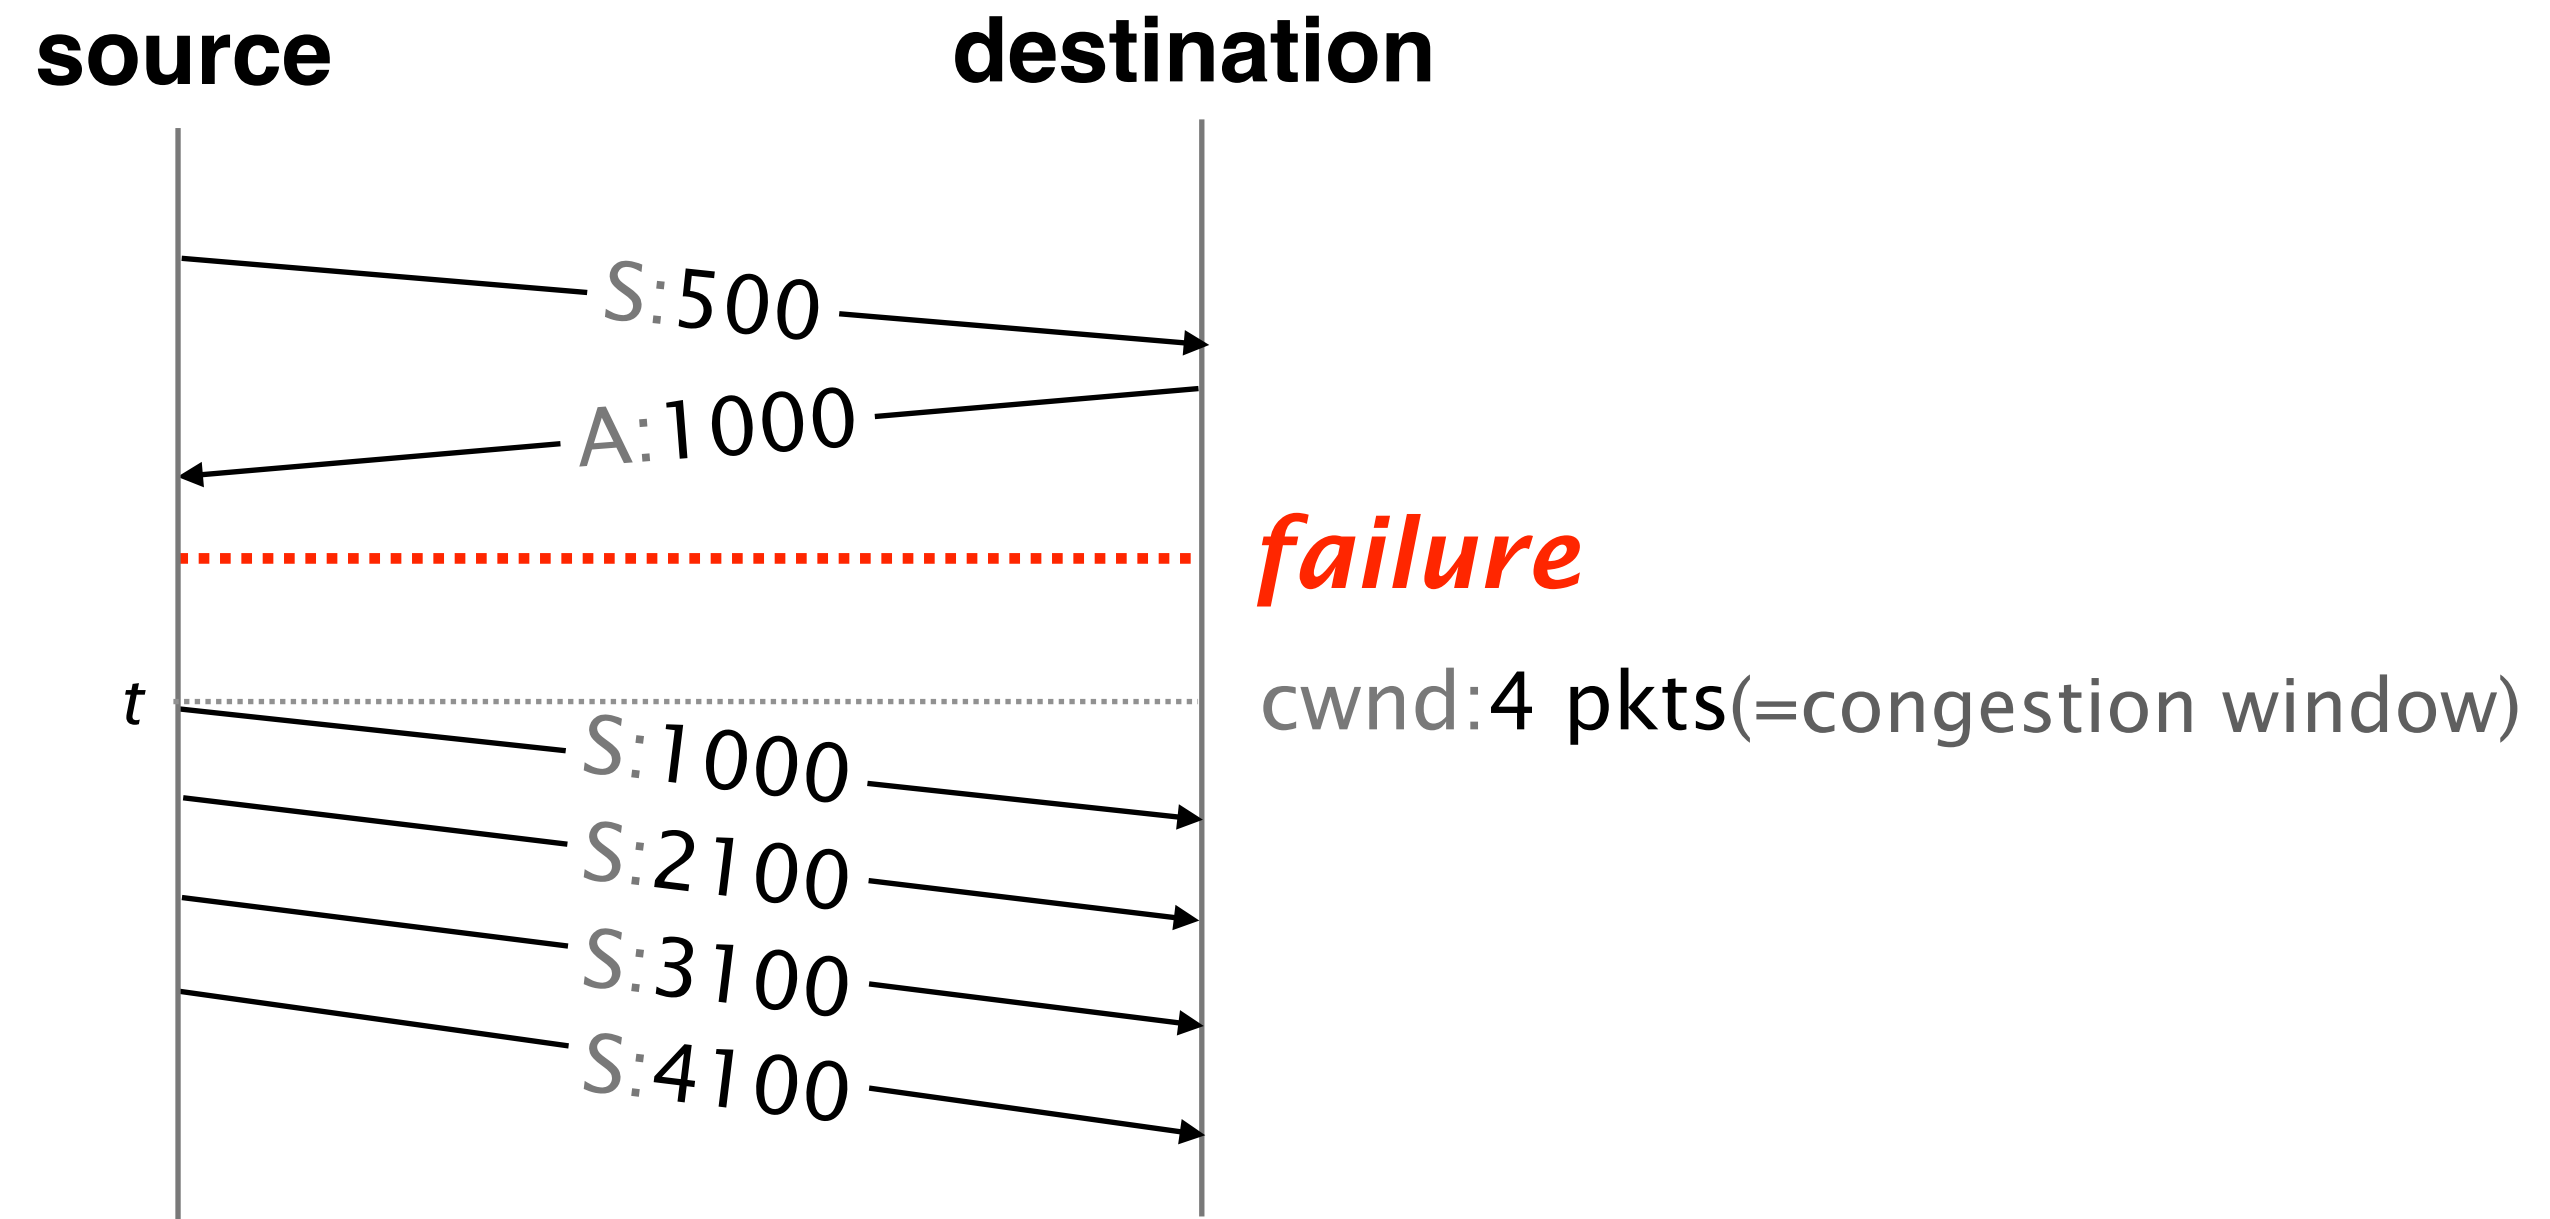 source
destination
S:500
A:1000
failure
t
cwnd:4 pkts(=congestion window)
S:1000
S:2100
S:3100
S:4100